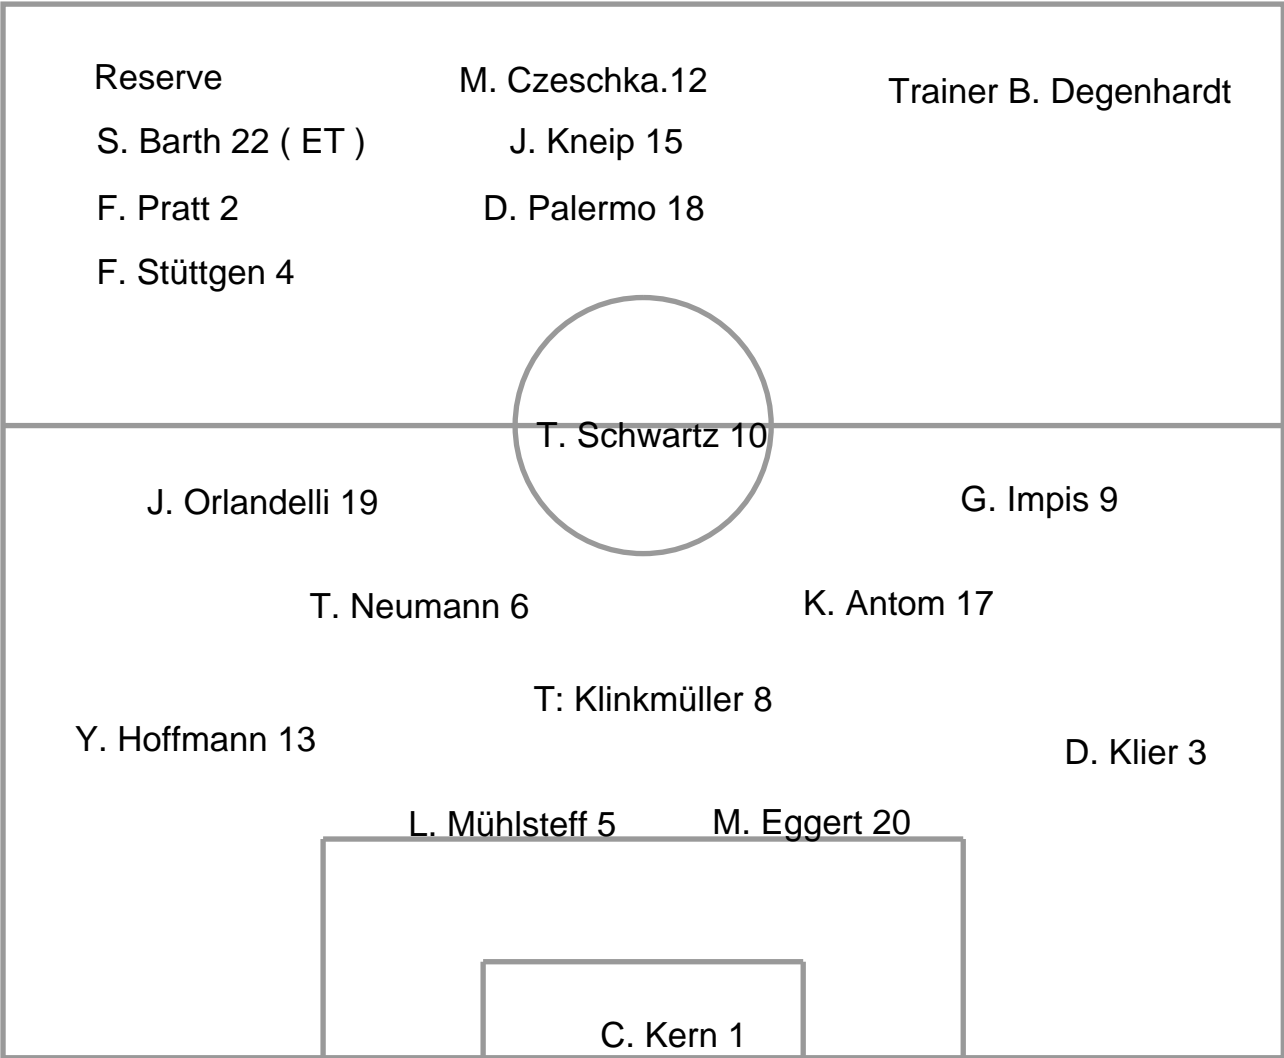 Reserve
M. Czeschka.12
Trainer B. Degenhardt
S. Barth 22 ( ET )
J. Kneip 15
F. Pratt 2
D. Palermo 18
F. Stüttgen 4
T. Schwartz 10
J. Orlandelli 19
G. Impis 9
T. Neumann 6
K. Antom 17
T: Klinkmüller 8
Y. Hoffmann 13
D. Klier 3
L. Mühlsteff 5
M. Eggert 20
C. Kern 1